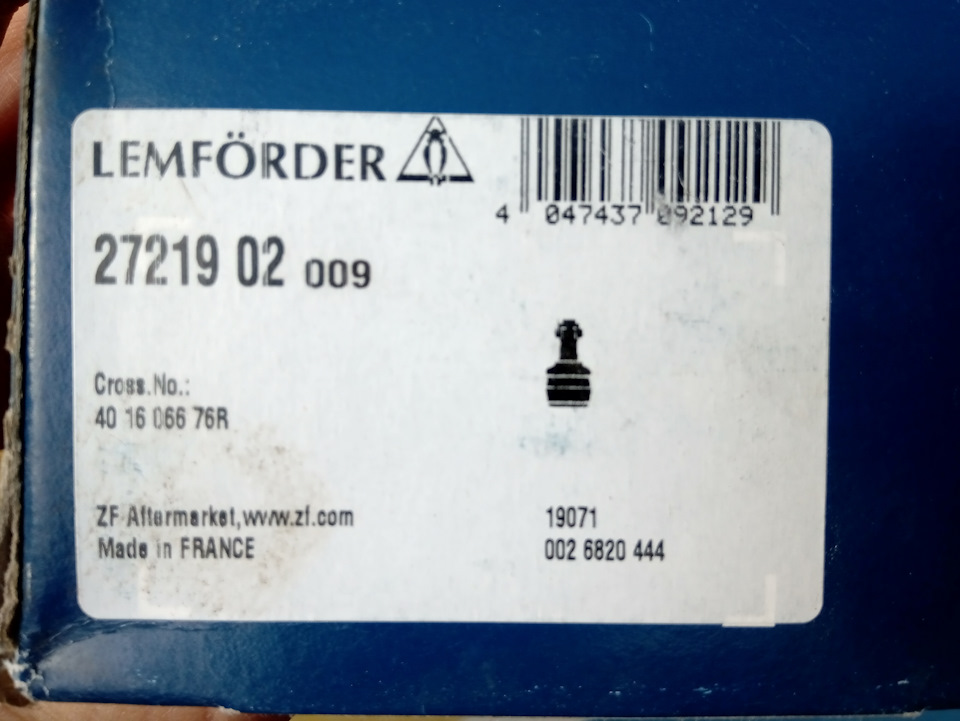 LEMFÖRDER
4 047437 092129
27219 02 009
Cross.No.:
40 16 066 76R
ZF Aftermarket,www.zf.com
Made in FRANCE
19071
002 6820 444